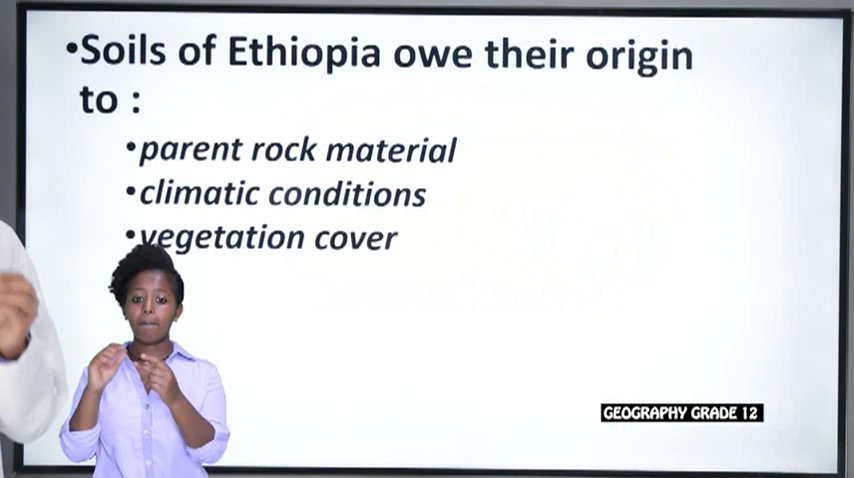 •Soils of Ethiopia owe their origin
to :
•parent rock material
•climatic conditions
•vegetation cover
GEOGRAPHY GRADE 12